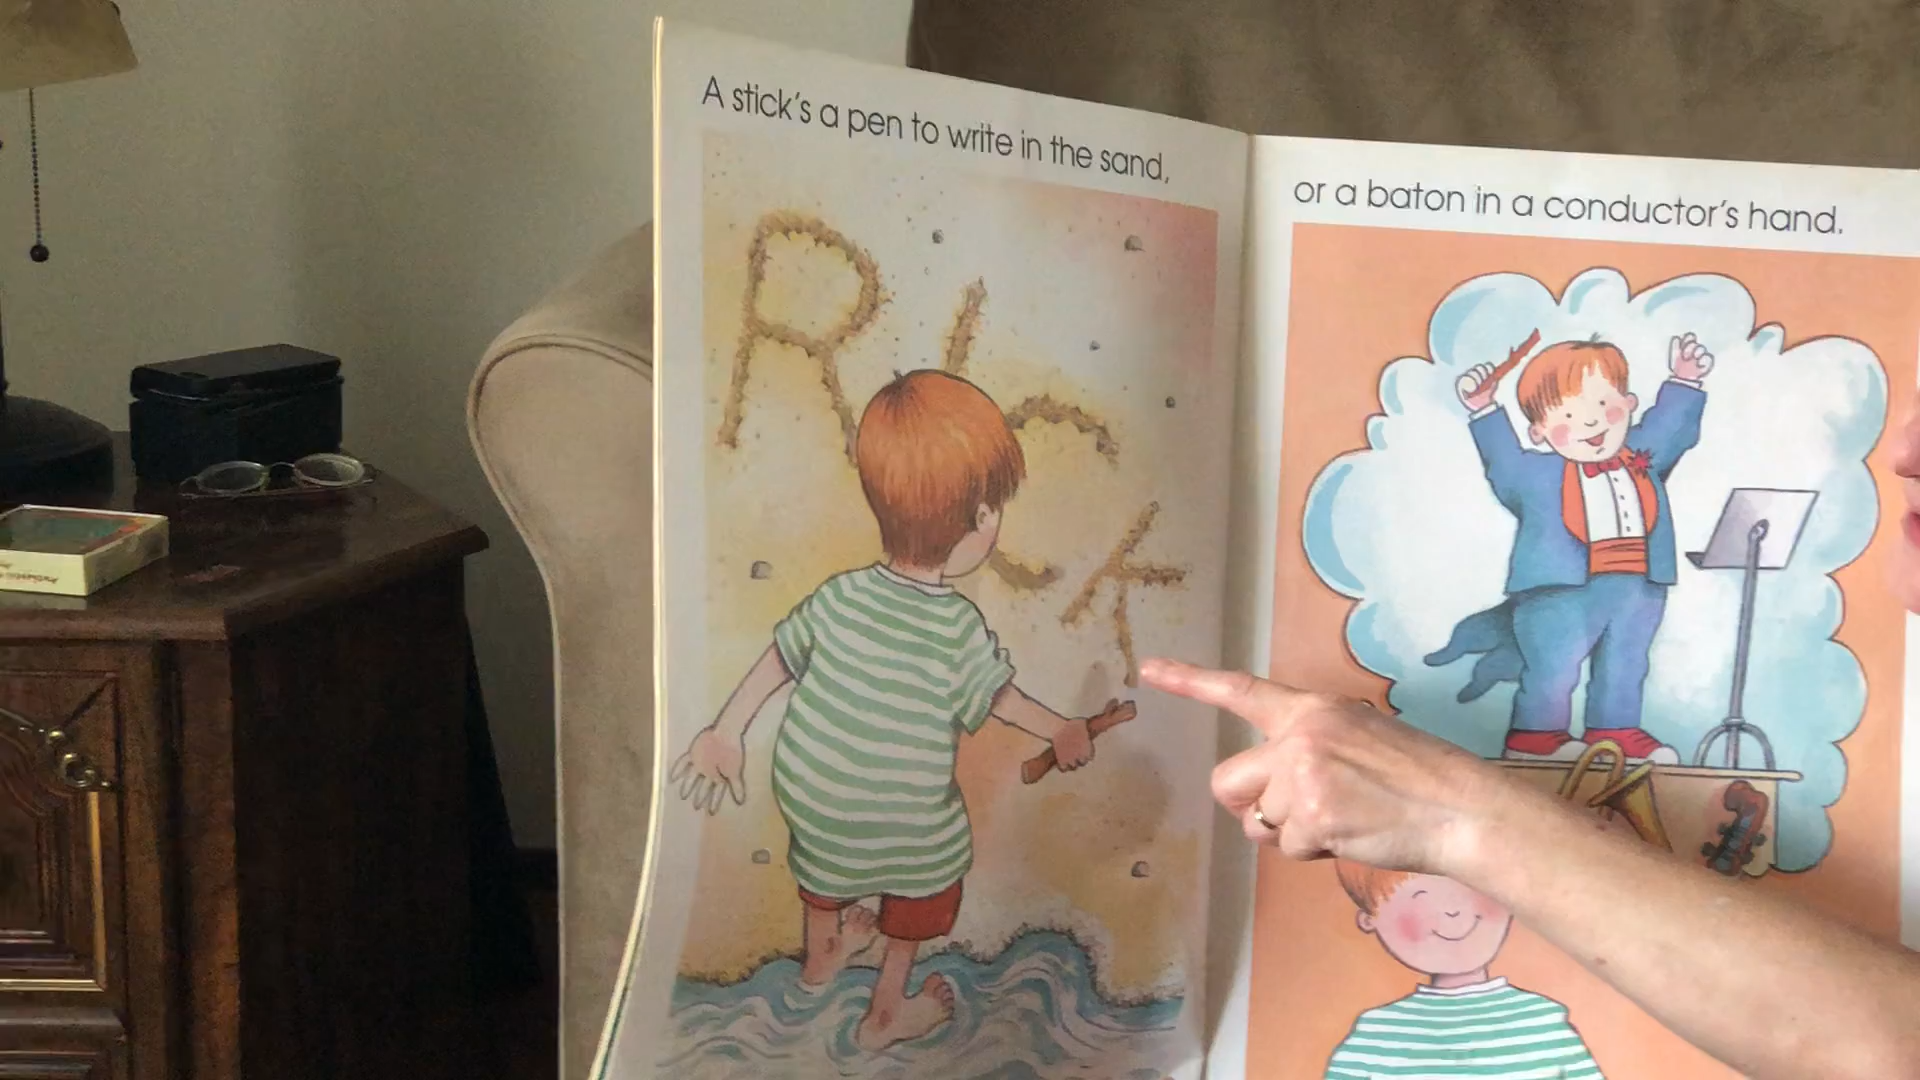 A stick's a pen to write in the sand,
or a baton in a conductor's hand.
RICK